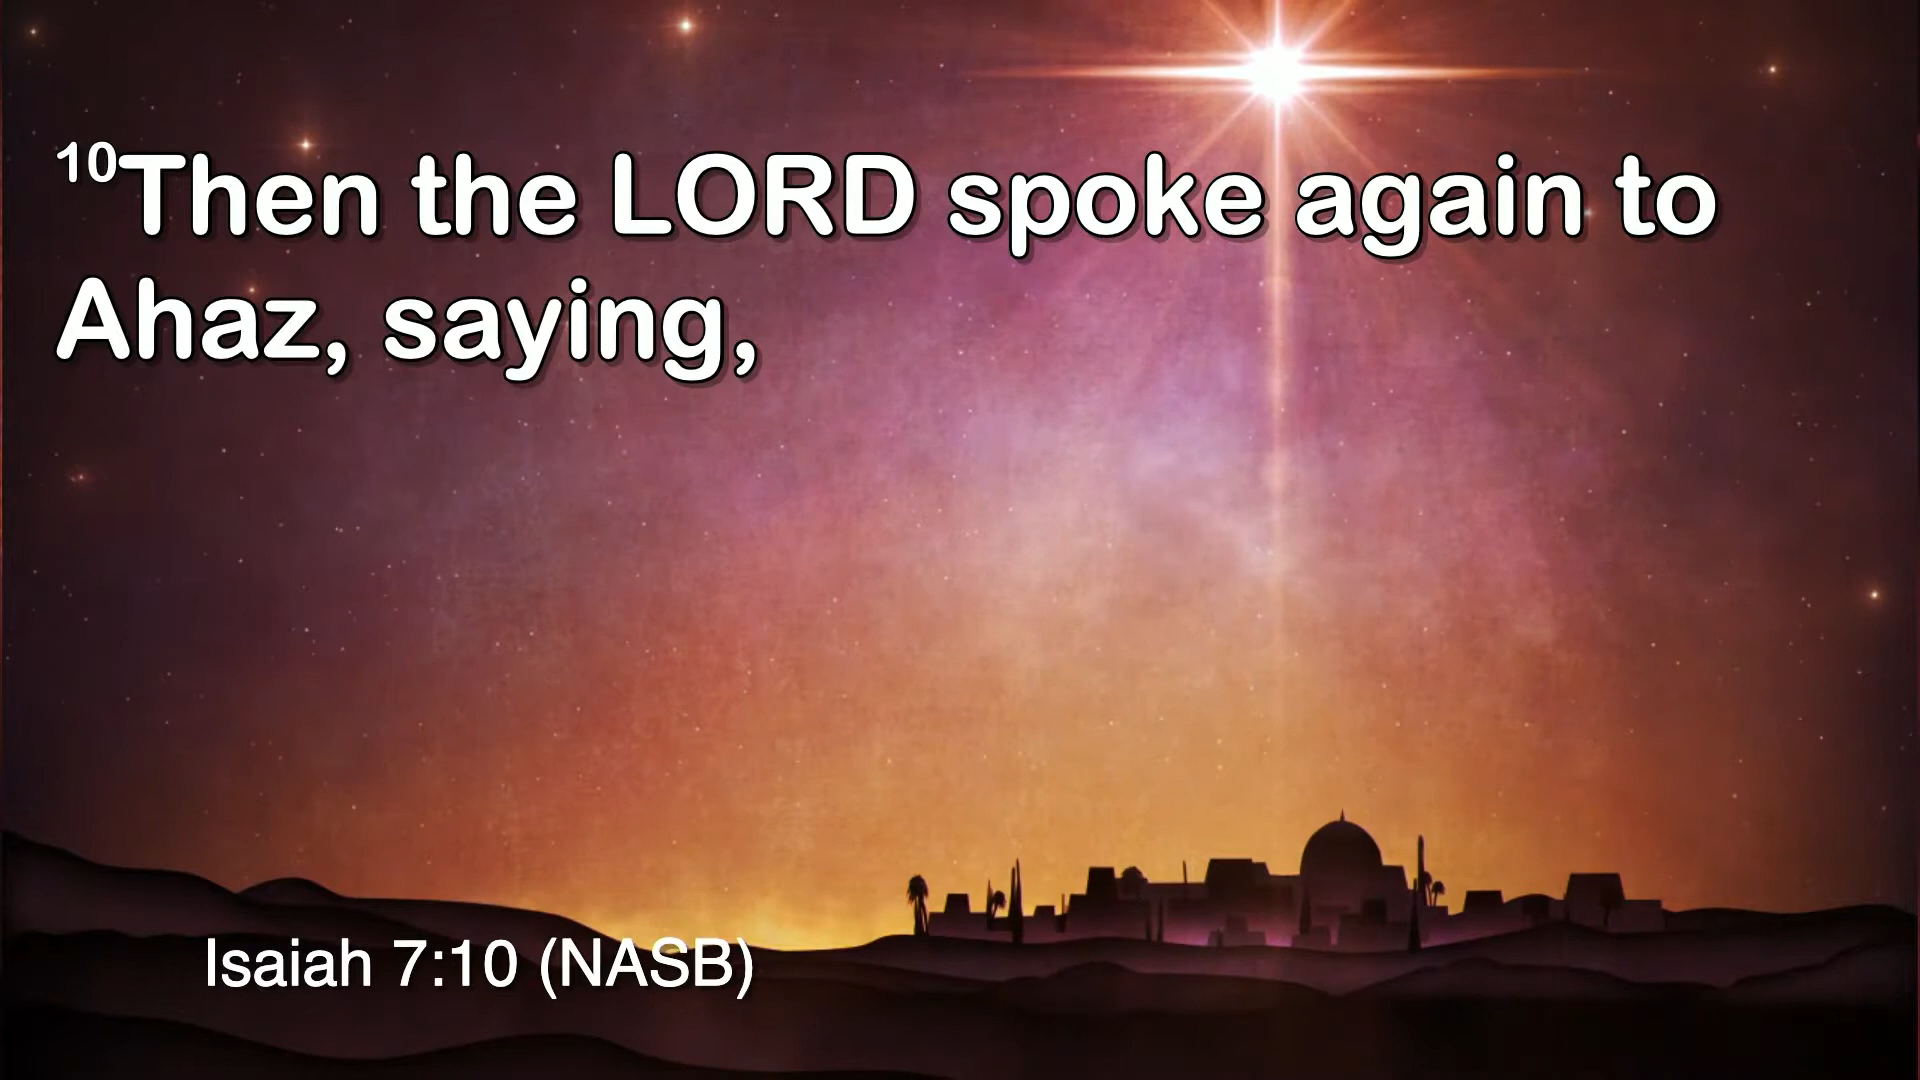 10Then the LORD spoke again to
Ahaz, saying,
Isaiah 7:10 (NASB)